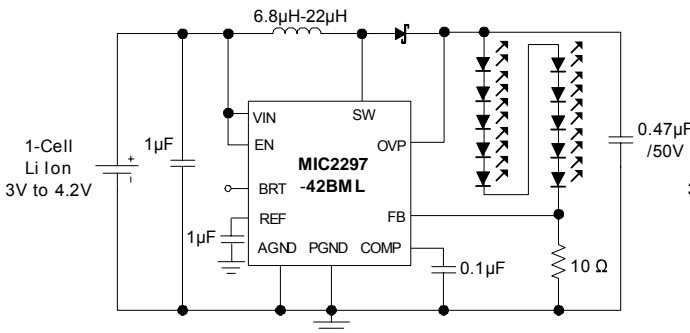 6.8µH-22µH
1-Cell
Li Ion
3V to 4.2V
+
-
1µF
VIN
EN
BRT
REF
1µF
AGND
PGND
COMP
SW
OVP
FB
MIC2297
-42BML
0.1µF
10 Ω
0.47µF
/50V